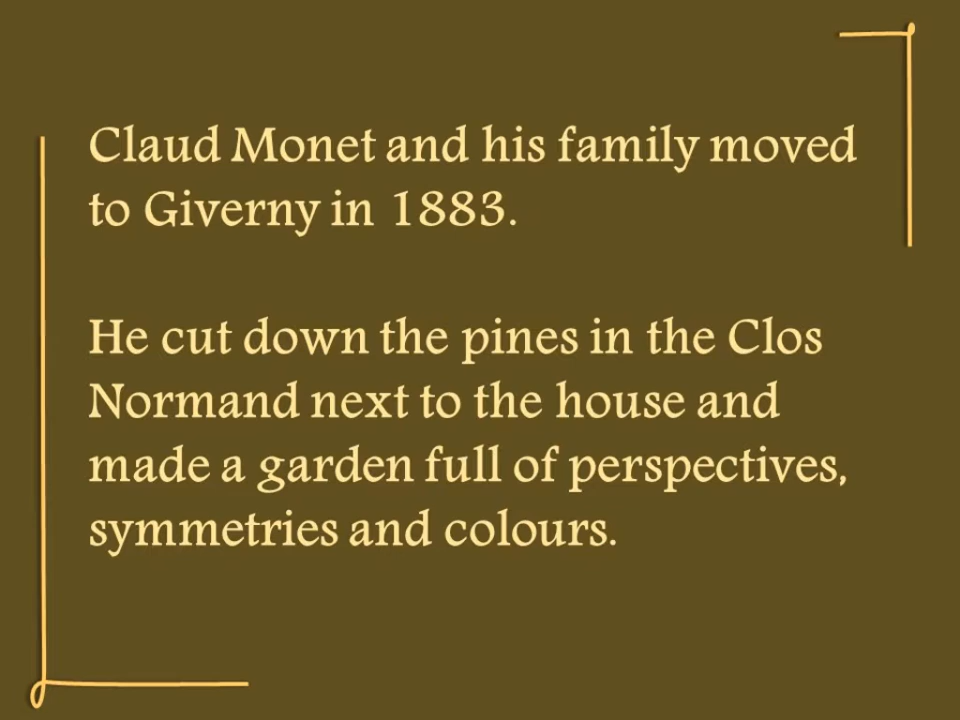 Claud Monet and his family moved
to Giverny in 1883.
He cut down the pines in the Clos
Normand next to the house and
made a garden full of perspectives,
symmetries and colours.